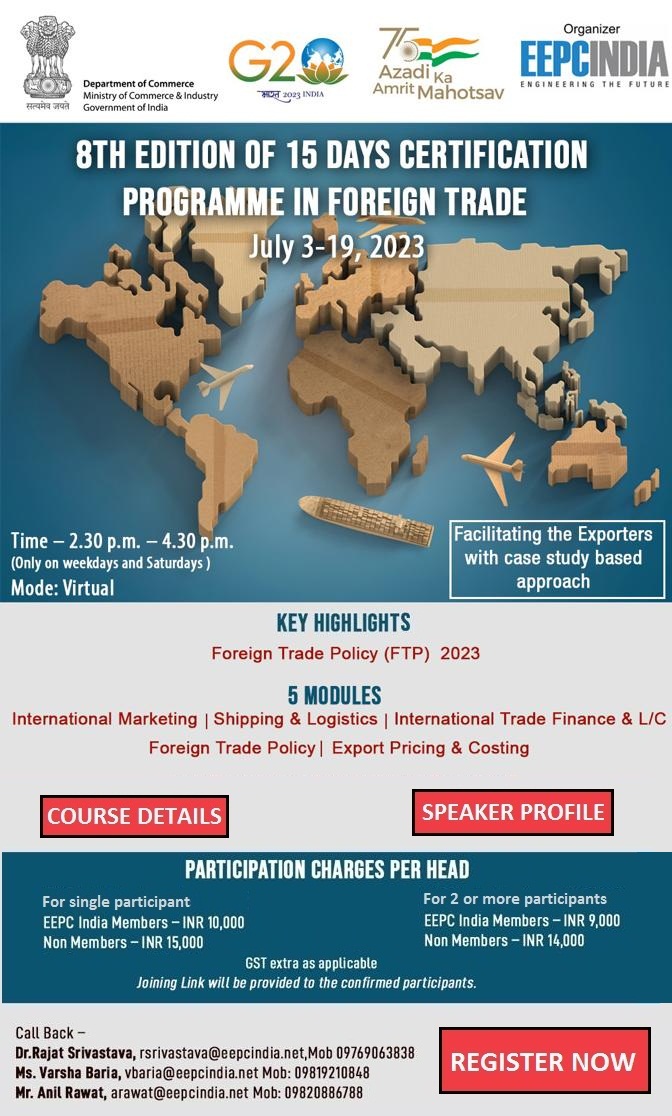 Organizer
सत्यमेव जयते
Department of Commerce
Ministry of Commerce & Industry
Government of India
G20
भारत 2023 INDIA
75
Azadi Ka
Amrit Mahotsav
EEPCINDIA
ENGINEERING THE FUTURE
8TH EDITION OF 15 DAYS CERTIFICATION
PROGRAMME IN FOREIGN TRADE
July 3-19, 2023
Time – 2.30 p.m. – 4.30 p.m.
(Only on weekdays and Saturdays )
Mode: Virtual
Facilitating the Exporters
with case study based
approach
KEY HIGHLIGHTS
Foreign Trade Policy (FTP) 2023
5 MODULES
International Marketing | Shipping & Logistics | International Trade Finance & L/C
Foreign Trade Policy | Export Pricing & Costing
COURSE DETAILS
SPEAKER PROFILE
PARTICIPATION CHARGES PER HEAD
For single participant
EEPC India Members – INR 10,000
Non Members – INR 15,000
For 2 or more participants
EEPC India Members – INR 9,000
Non Members – INR 14,000
GST extra as applicable
Joining Link will be provided to the confirmed participants.
Call Back –
Dr.Rajat Srivastava, rsrivastava@eepcindia.net,Mob 09769063838
Ms. Varsha Baria, vbaria@eepcindia.net Mob: 09819210848
Mr. Anil Rawat, arawat@eepcindia.net Mob: 09820886788
REGISTER NOW